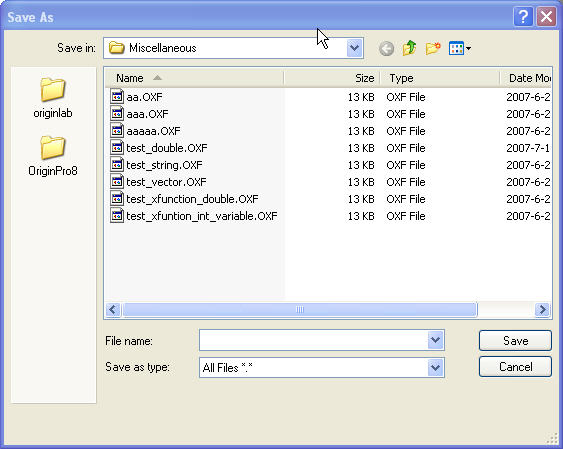 Save As
Save in: Miscellaneous
originlab
OriginPro8
Name Size Type Date Mo
aa.OXF 13 KB OXF File 2007-6-2
aaa.OXF 13 KB OXF File 2007-6-2
aaaaa.OXF 13 KB OXF File 2007-6-2
test_double.OXF 13 KB OXF File 2007-7-1
test_string.OXF 13 KB OXF File 2007-6-2
test_vector.OXF 13 KB OXF File 2007-6-2
test_xfunction_double.OXF 13 KB OXF File 2007-6-2
test_xfuntion_int_variable.OXF 13 KB OXF File 2007-6-2
File name: Save
Save as type: All Files *.* Cancel